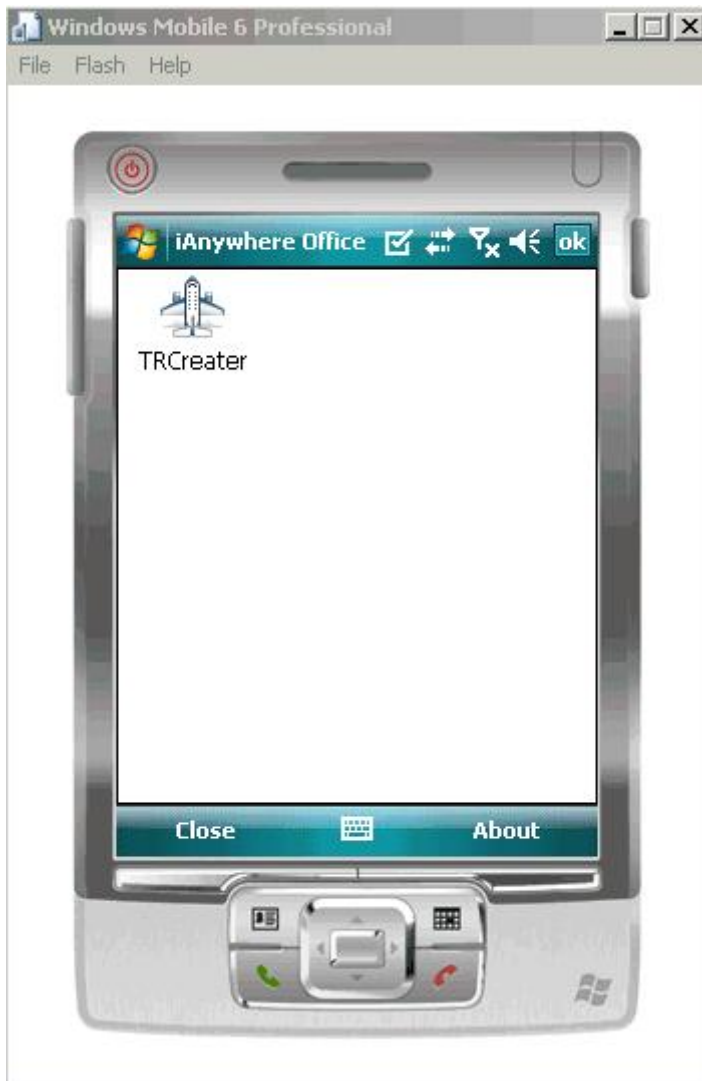 Windows Mobile 6 Professional
File Flash Help
iAnywhere Office ok
TRCreater
Close About